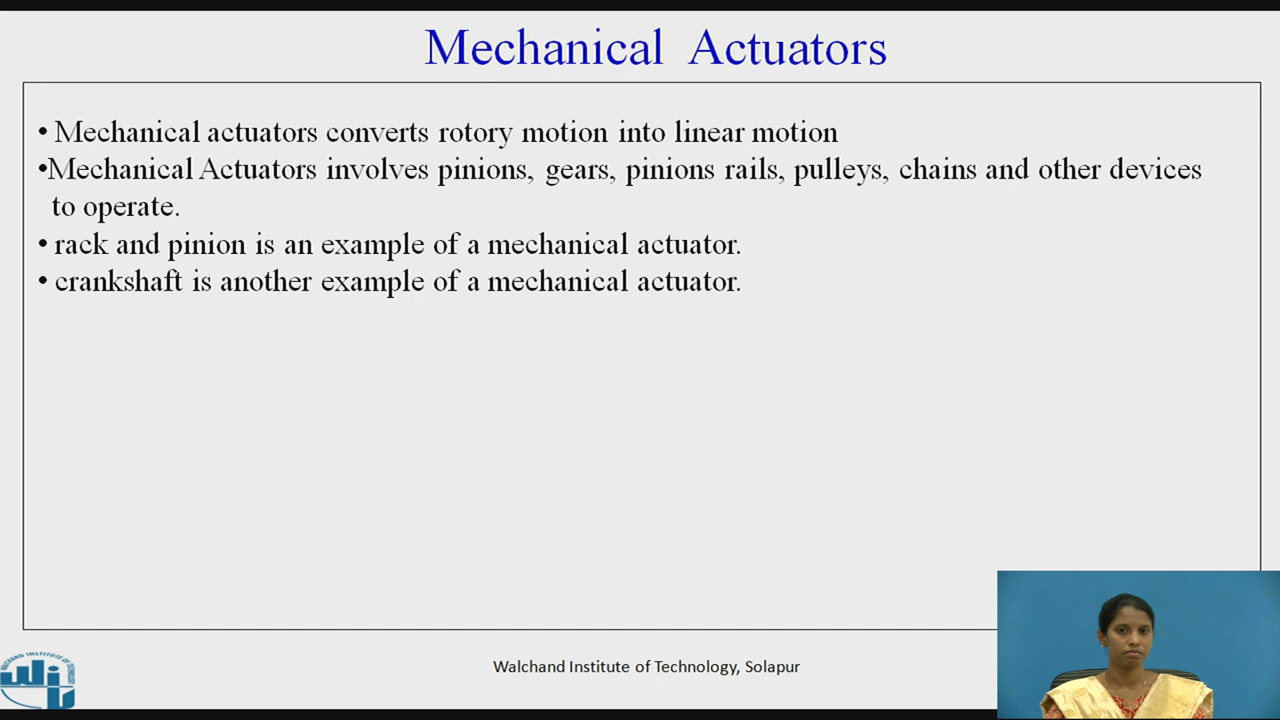 Mechanical Actuators
• Mechanical actuators converts rotory motion into linear motion
•Mechanical Actuators involves pinions, gears, pinions rails, pulleys, chains and other devices
to operate.
• rack and pinion is an example of a mechanical actuator.
• crankshaft is another example of a mechanical actuator.
Walchand Institute of Technology, Solapur